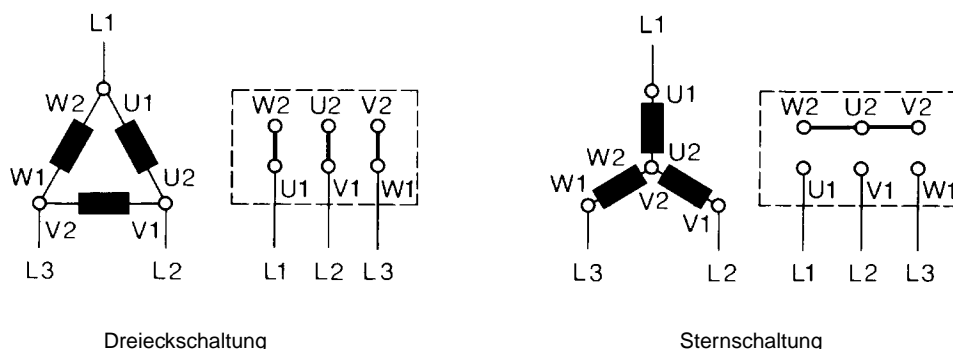 L1
W2 U1
W1 U2
V2 V1
L3 L2
W2 U2 V2
U1 V1 W1
L1 L2 L3
Dreieckschaltung
L1
U1
W2 U2
W1
V2 V1
L3 L2
W2 U2 V2
U1 V1 W1
L1 L2 L3
Sternschaltung